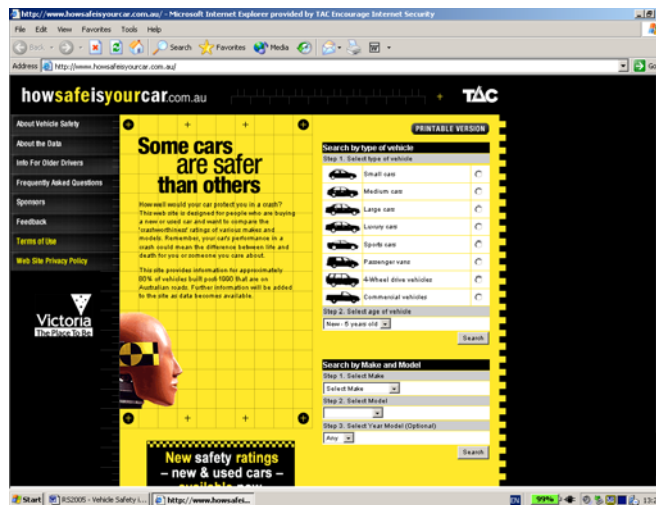 http://www.howsafeisyourcar.com.au/ - Microsoft Internet Explorer provided by TAC Encourage Internet Security
File Edit View Favorites Tools Help
Back Search Favorites Media
Address http://www.howsafeisyourcar.com.au/ Go
howsafeisyourcar.com.au TAC
PRINTABLE VERSION
About Vehicle Safety
About the Data
Info For Older Drivers
Frequently Asked Questions
Sponsors
Feedback
Terms of Use
Web Site Privacy Policy
Victoria
The Place To Be
Some cars
are safer
than others
How well would your car protect you in a crash?
This web site is designed for people who are buying
a new or used car and want to compare the
'crashworthiness' ratings of various makes and
models. Remember, your car's performance in a
crash could mean the difference between life and
death for you or someone you care about.
This site provides information for approximately
80% of vehicles built post-1990 that are on
Australian roads. Further information will be added
to the site as data becomes available.
New safety ratings
– new & used cars –
available now
Search by type of vehicle
Step 1. Select type of vehicle
Small cars
Medium cars
Large cars
Luxury cars
Sports cars
Passenger vans
4-Wheel drive vehicles
Commercial vehicles
Step 2. Select age of vehicle
New - 5 years old
Search
Search by Make and Model
Step 1. Select Make
Select Make
Step 2. Select Model
Step 3. Select Year Model (Optional)
Any
Search
Start RS2005 - Vehicle Safety i... http://www.howsafei... 99%